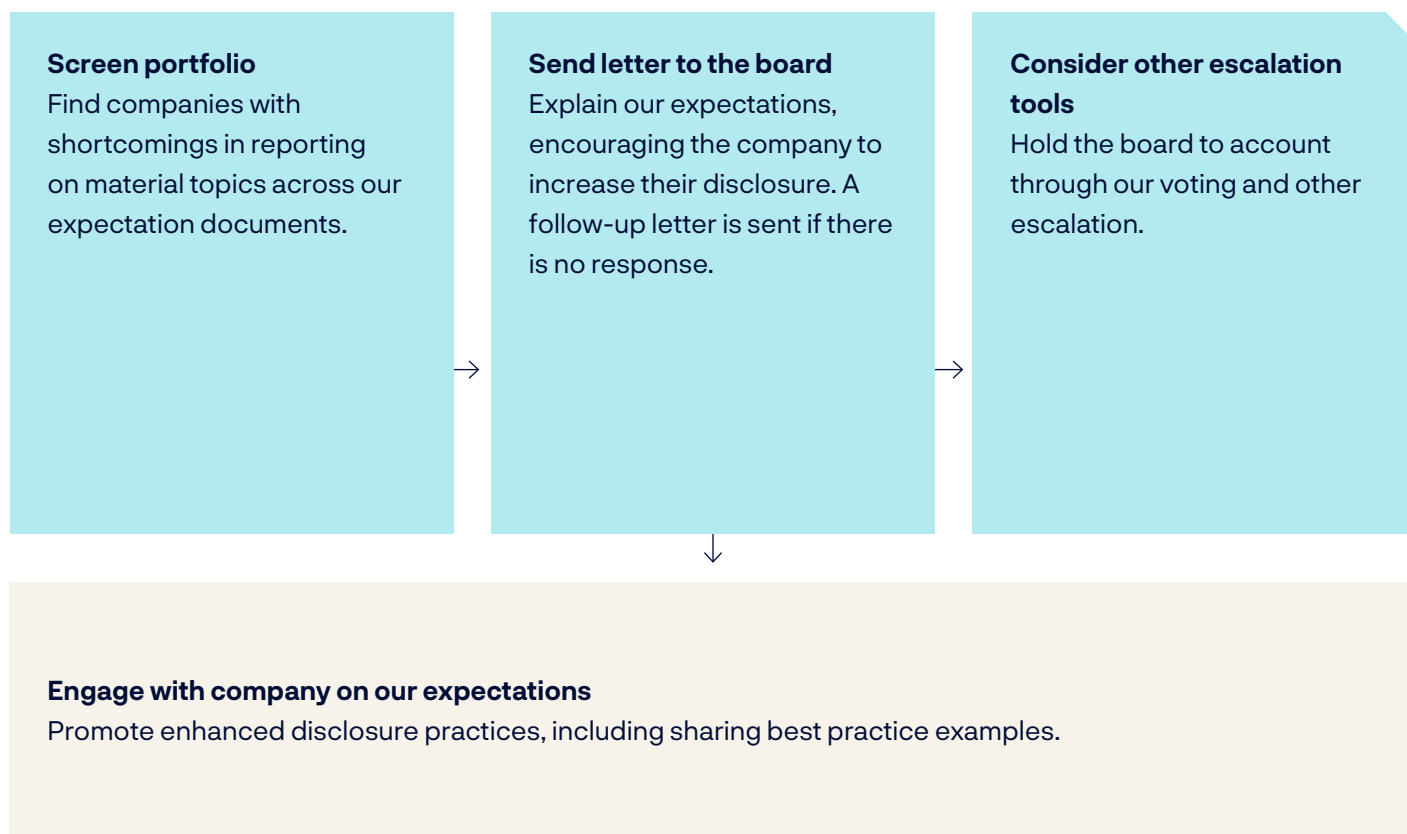 Screen portfolio
Find companies with
shortcomings in reporting
on material topics across our
expectation documents.
Send letter to the board
Explain our expectations,
encouraging the company to
increase their disclosure. A
follow-up letter is sent if there
is no response.
Consider other escalation
tools
Hold the board to account
through our voting and other
escalation.
Engage with company on our expectations
Promote enhanced disclosure practices, including sharing best practice examples.